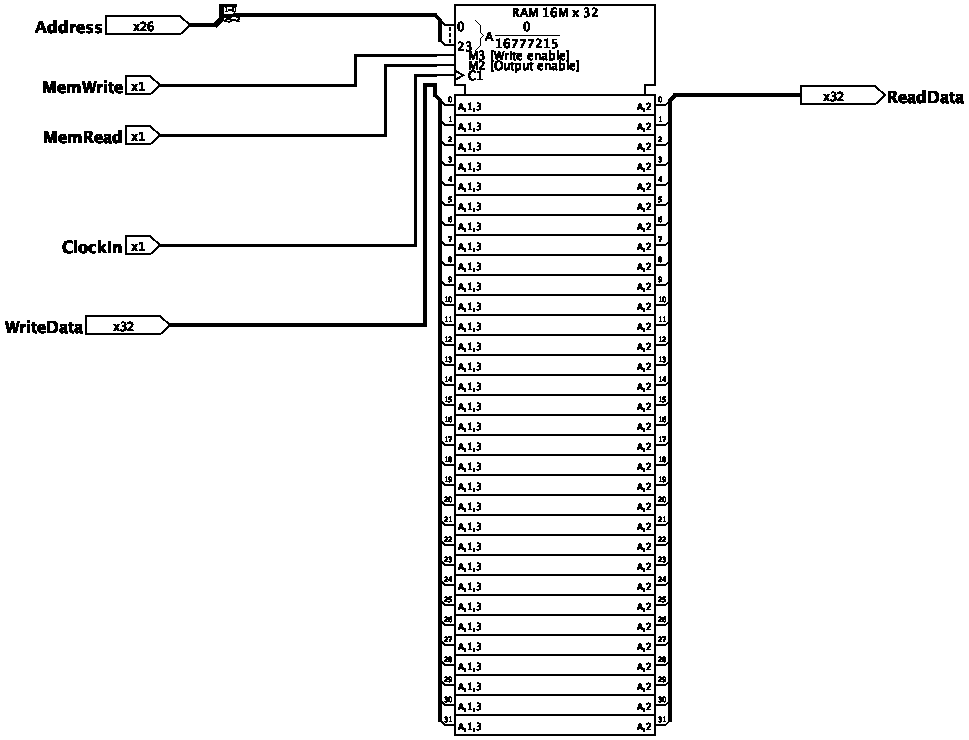 RAM 16M x 32
Address x26
0
23
A 0
16777215
M3 [Write enable]
M2 [Output enable]
C1
MemWrite x1
MemRead x1
ClockIn x1
WriteData x32
x32 ReadData
0 A,1,3 A,2 0
1 A,1,3 A,2 1
2 A,1,3 A,2 2
3 A,1,3 A,2 3
4 A,1,3 A,2 4
5 A,1,3 A,2 5
6 A,1,3 A,2 6
7 A,1,3 A,2 7
8 A,1,3 A,2 8
9 A,1,3 A,2 9
10 A,1,3 A,2 10
11 A,1,3 A,2 11
12 A,1,3 A,2 12
13 A,1,3 A,2 13
14 A,1,3 A,2 14
15 A,1,3 A,2 15
16 A,1,3 A,2 16
17 A,1,3 A,2 17
18 A,1,3 A,2 18
19 A,1,3 A,2 19
20 A,1,3 A,2 20
21 A,1,3 A,2 21
22 A,1,3 A,2 22
23 A,1,3 A,2 23
24 A,1,3 A,2 24
25 A,1,3 A,2 25
26 A,1,3 A,2 26
27 A,1,3 A,2 27
28 A,1,3 A,2 28
29 A,1,3 A,2 29
30 A,1,3 A,2 30
31 A,1,3 A,2 31